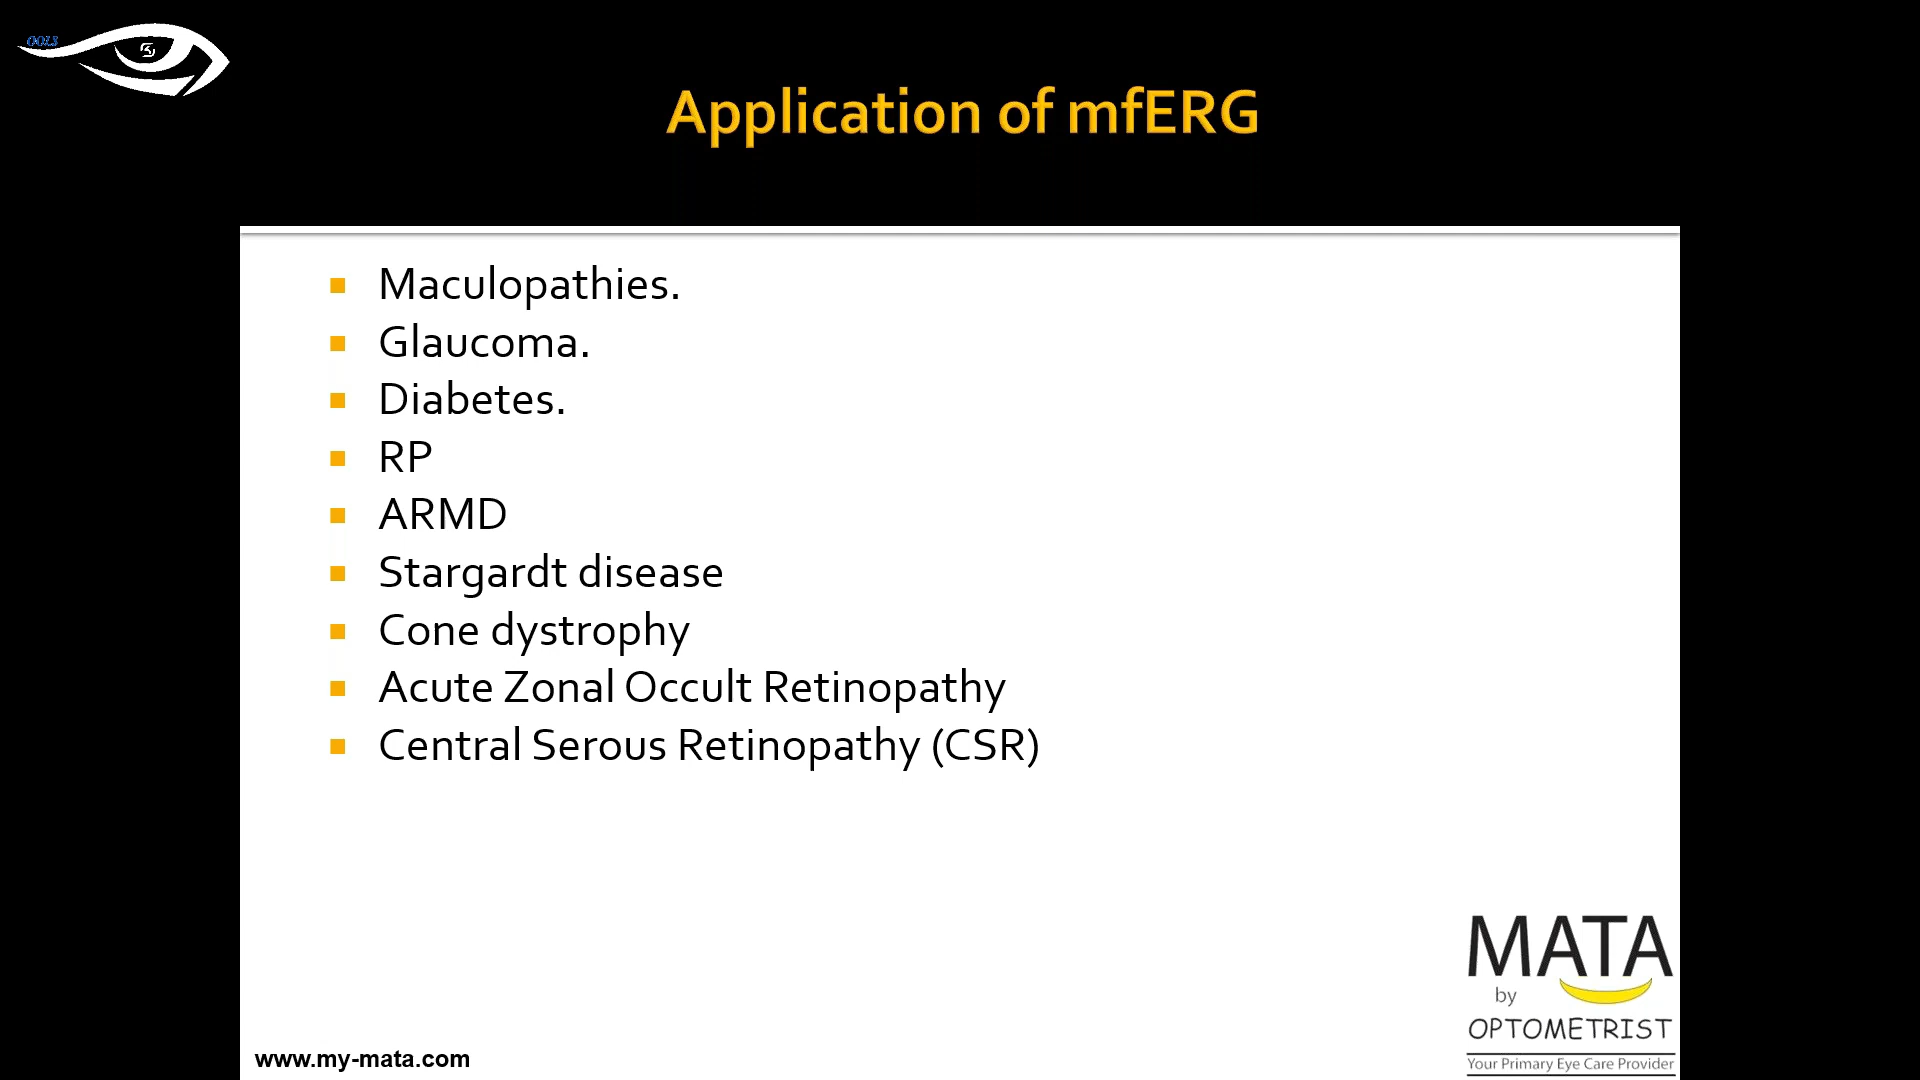 OOLS
Application of mfERG
Maculopathies.
Glaucoma.
Diabetes.
RP
ARMD
Stargardt disease
Cone dystrophy
Acute Zonal Occult Retinopathy
Central Serous Retinopathy (CSR)
MATA
by
OPTOMETRIST
Your Primary Eye Care Provider
www.my-mata.com